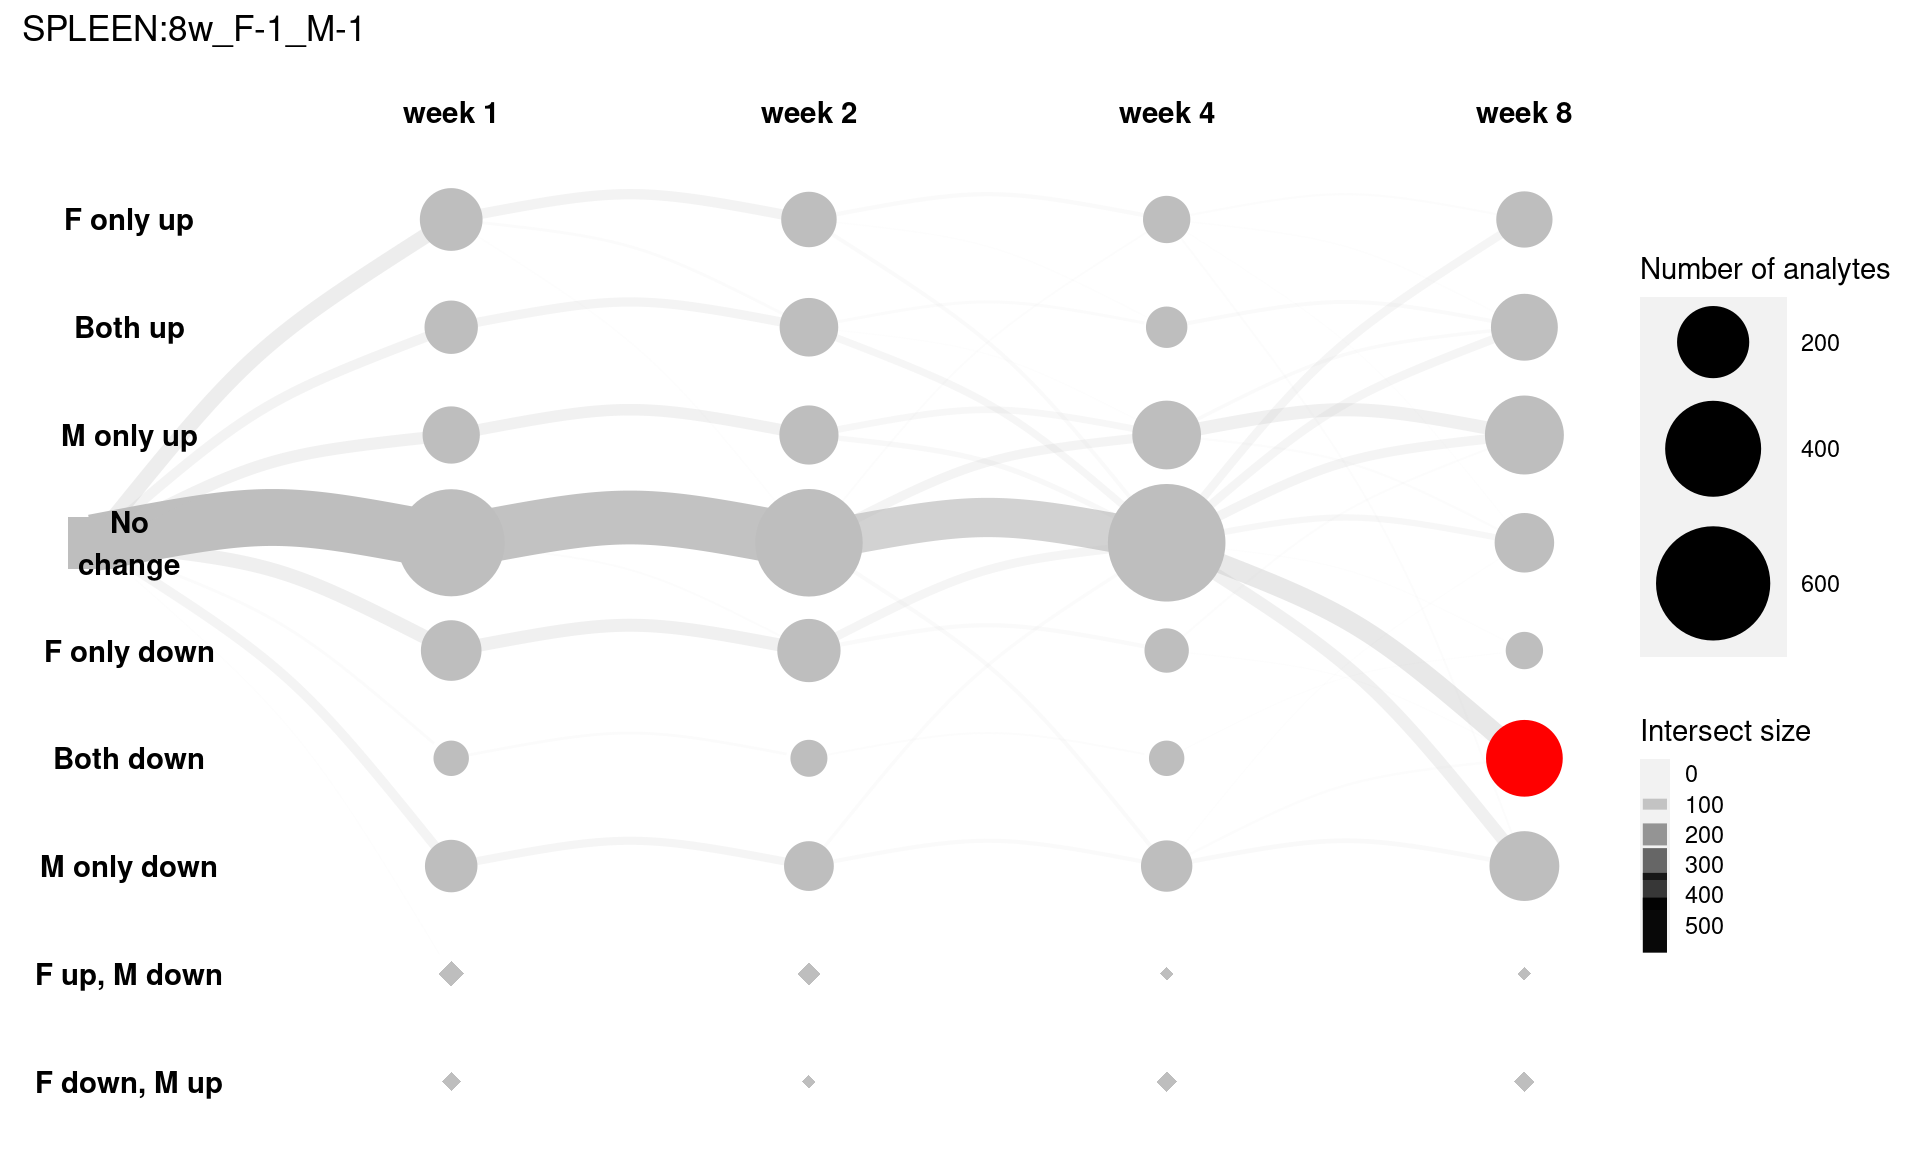 SPLEEN:8w_F-1_M-1
week 1
week 2
week 4
week 8
F only up
Both up
M only up
No
change
F only down
Both down
M only down
F up, M down
F down, M up
Number of analytes
200
400
600
Intersect size
0
100
200
300
400
500